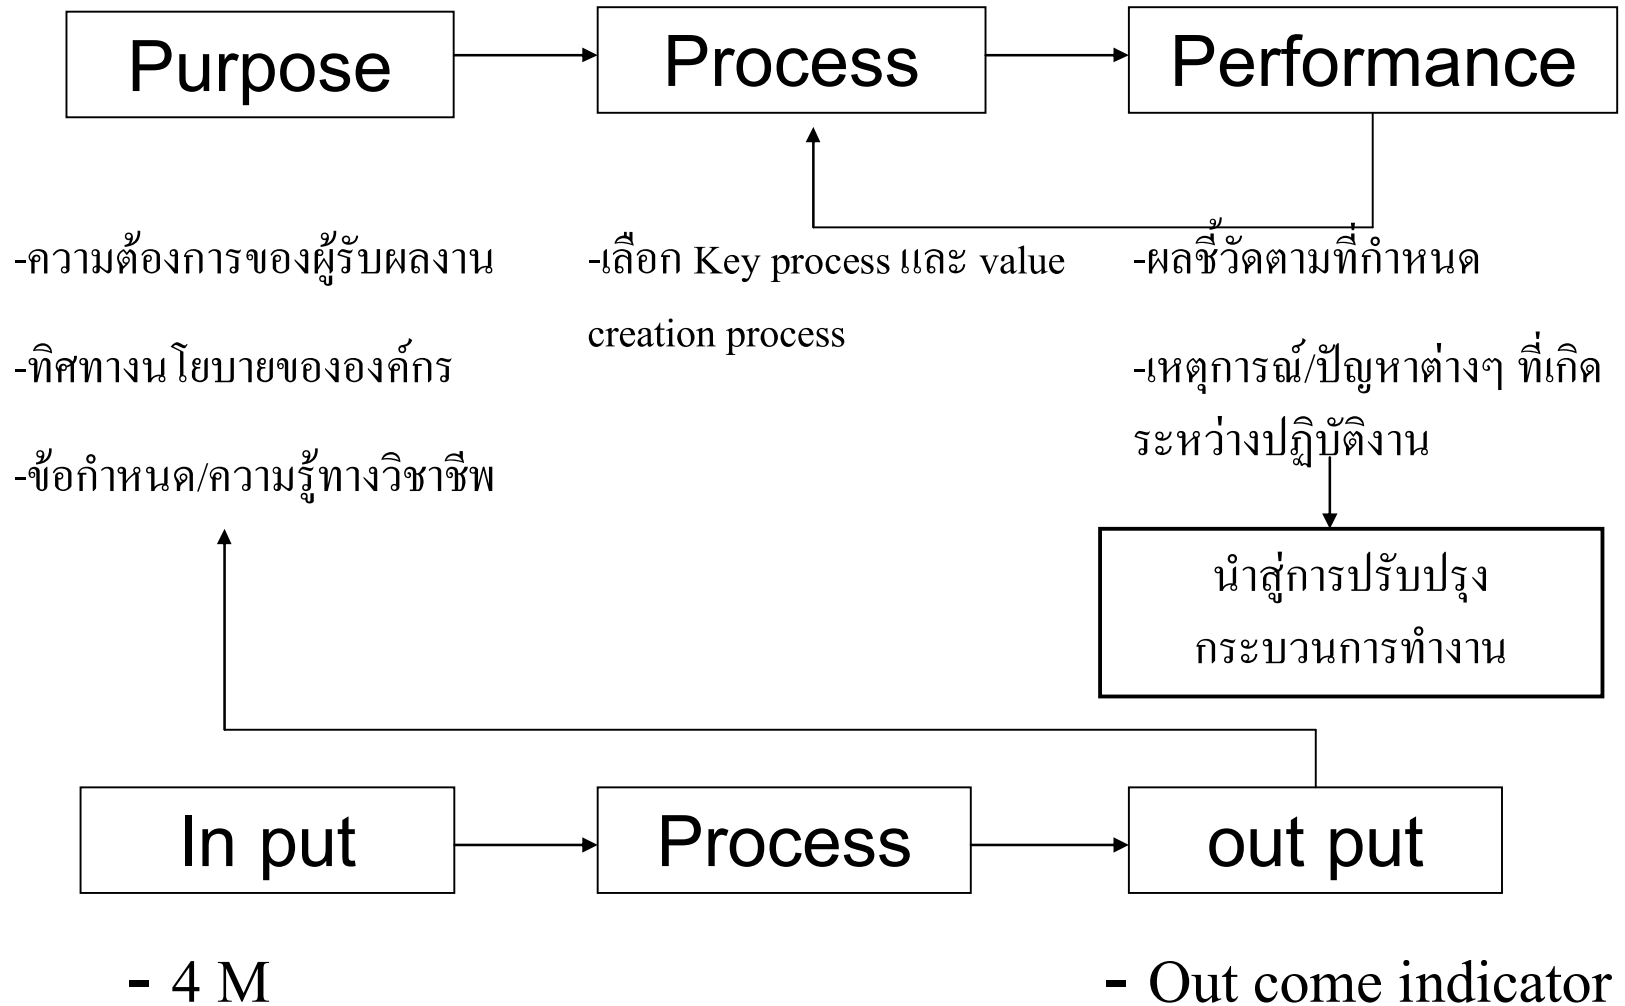 Purpose
Process
Performance
-ความต้องการของผู้รับผลงาน
-ทิศทางนโยบายขององค์กร
-ข้อกำหนด/ความรู้ทางวิชาชีพ
-เลือก Key process และ value
creation process
-ผลชี้วัดตามที่กำหนด
-เหตุการณ์/ปัญหาต่างๆ ที่เกิด
ระหว่างปฏิบัติงาน
นำสู่การปรับปรุง
กระบวนการทำงาน
In put
Process
out put
- 4 M
- Out come indicator